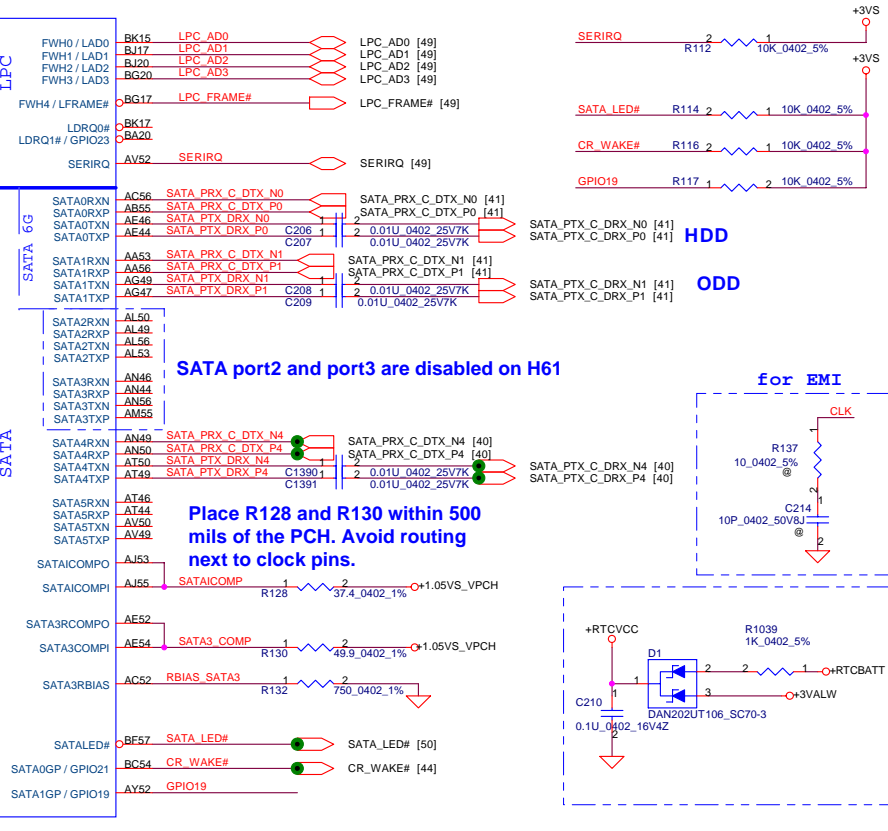 LPC
FWH0 / LAD0 BK15 LPC_AD0 LPC_AD0 [49]
FWH1 / LAD1 BJ17 LPC_AD1 LPC_AD1 [49]
FWH2 / LAD2 BJ20 LPC_AD2 LPC_AD2 [49]
FWH3 / LAD3 BG20 LPC_AD3 LPC_AD3 [49]
FWH4 / LFRAME# BG17 LPC_FRAME# LPC_FRAME# [49]
LDRQ0# BK17
LDRQ1# / GPIO23 BA20
SERIRQ AV52 SERIRQ SERIRQ [49]
+3VS
SERIRQ R112 2 1 10K_0402_5%
+3VS
SATA_LED# R114 2 1 10K_0402_5%
CR_WAKE# R116 2 1 10K_0402_5%
GPIO19 R117 1 2 10K_0402_5%
SATA 6G
SATA0RXN AC56 SATA_PRX_C_DTX_N0 SATA_PRX_C_DTX_N0 [41]
SATA0RXP AB55 SATA_PRX_C_DTX_P0 SATA_PRX_C_DTX_P0 [41]
SATA0TXN AE46 SATA_PTX_DRX_N0 C206 1 2 0.01U_0402_25V7K SATA_PTX_C_DRX_N0 [41]
SATA0TXP AE44 SATA_PTX_DRX_P0 C207 1 2 0.01U_0402_25V7K SATA_PTX_C_DRX_P0 [41]
HDD
SATA1RXN AA53 SATA_PRX_C_DTX_N1 SATA_PRX_C_DTX_N1 [41]
SATA1RXP AA56 SATA_PRX_C_DTX_P1 SATA_PRX_C_DTX_P1 [41]
SATA1TXN AG49 SATA_PTX_DRX_N1 C208 1 2 0.01U_0402_25V7K SATA_PTX_C_DRX_N1 [41]
SATA1TXP AG47 SATA_PTX_DRX_P1 C209 1 2 0.01U_0402_25V7K SATA_PTX_C_DRX_P1 [41]
ODD
SATA
SATA2RXN AL50
SATA2RXP AL49
SATA2TXN AL56
SATA2TXP AL53
SATA port2 and port3 are disabled on H61
SATA3RXN AN46
SATA3RXP AN44
SATA3TXN AN56
SATA3TXP AM55
SATA4RXN AN49 SATA_PRX_C_DTX_N4 SATA_PRX_C_DTX_N4 [40]
SATA4RXP AN50 SATA_PRX_C_DTX_P4 SATA_PRX_C_DTX_P4 [40]
SATA4TXN AT50 SATA_PTX_DRX_N4 C1390 1 2 0.01U_0402_25V7K SATA_PTX_C_DRX_N4 [40]
SATA4TXP AT49 SATA_PTX_DRX_P4 C1391 1 2 0.01U_0402_25V7K SATA_PTX_C_DRX_P4 [40]
SATA5RXN AT46
SATA5RXP AT44
SATA5TXN AV50
SATA5TXP AV49
Place R128 and R130 within 500
mils of the PCH. Avoid routing
next to clock pins.
SATAICOMPO AJ53
SATAICOMPI AJ55 SATAICOMP R128 1 2 37.4_0402_1% +1.05VS_VPCH
SATA3RCOMPO AE52
SATA3COMPI AE54 SATA3_COMP R130 1 2 49.9_0402_1% +1.05VS_VPCH
SATA3RBIAS AC52 RBIAS_SATA3 R132 1 2 750_0402_1%
SATALED# BF57 SATA_LED# SATA_LED# [50]
SATA0GP / GPIO21 BC54 CR_WAKE# CR_WAKE# [44]
SATA1GP / GPIO19 AY52 GPIO19
for EMI
CLK
1
R137
10_0402_5%
@
2
1
C214
10P_0402_50V8J
@
2
+RTCVCC
R1039
1K_0402_5%
D1
1 2 2 1 +RTCBATT
3 +3VALW
C210 1
DAN202UT106_SC70-3
0.1U_0402_16V4Z
2